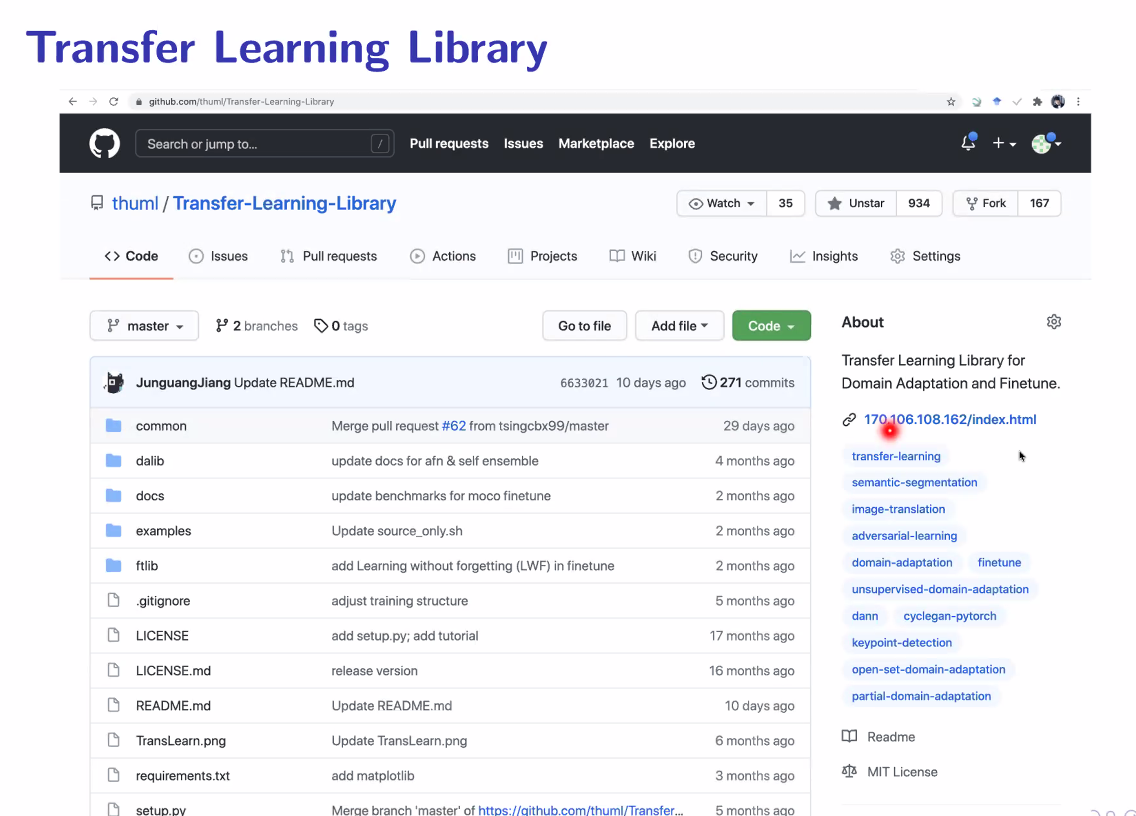 Transfer Learning Library
github.com/thuml/Transfer-Learning-Library
Search or jump to... / Pull requests Issues Marketplace Explore
thuml / Transfer-Learning-Library Watch 35 Unstar 934 Fork 167
Code Issues Pull requests Actions Projects Wiki Security Insights Settings
master 2 branches 0 tags Go to file Add file Code
JunguangJiang Update README.md 6633021 10 days ago 271 commits
common Merge pull request #62 from tsingcbx99/master 29 days ago
dalib update docs for afn & self ensemble 4 months ago
docs update benchmarks for moco finetune 2 months ago
examples Update source_only.sh 2 months ago
ftlib add Learning without forgetting (LWF) in finetune 2 months ago
.gitignore adjust training structure 5 months ago
LICENSE add setup.py; add tutorial 17 months ago
LICENSE.md release version 16 months ago
README.md Update README.md 10 days ago
TransLearn.png Update TransLearn.png 6 months ago
requirements.txt add matplotlib 3 months ago
setup.py Merge branch 'master' of https://github.com/thuml/Transfer... 5 months ago
About
Transfer Learning Library for
Domain Adaptation and Finetune.
170.106.108.162/index.html
transfer-learning
semantic-segmentation
image-translation
adversarial-learning
domain-adaptation finetune
unsupervised-domain-adaptation
dann cyclegan-pytorch
keypoint-detection
open-set-domain-adaptation
partial-domain-adaptation
Readme
MIT License